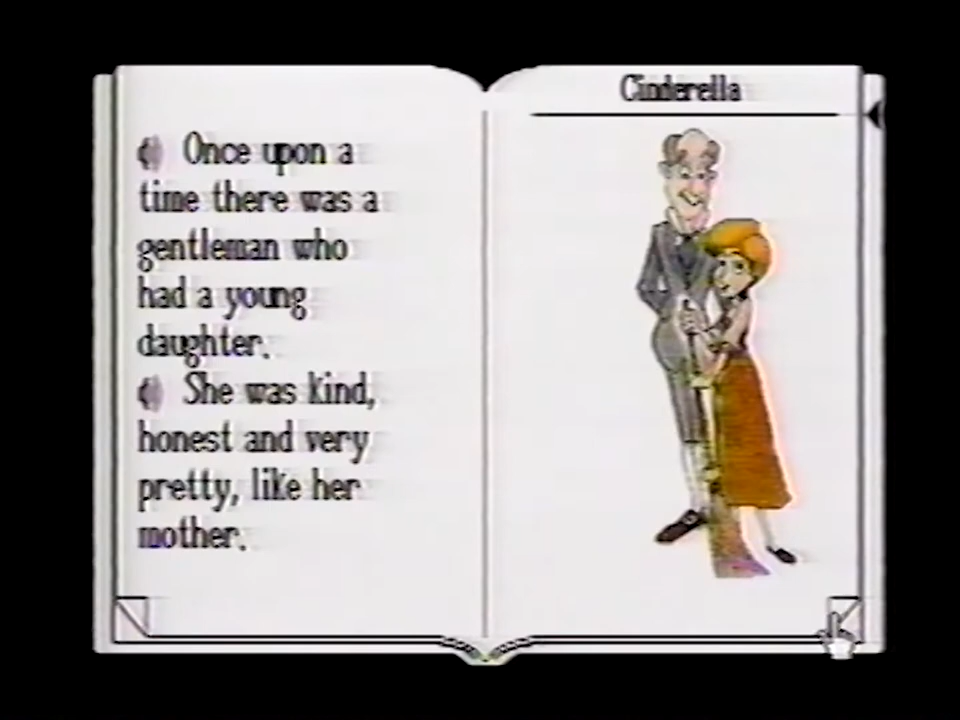 Once upon a
time there was a
gentleman who
had a young
daughter.
She was kind,
honest and very
pretty, like her
mother.
Cinderella